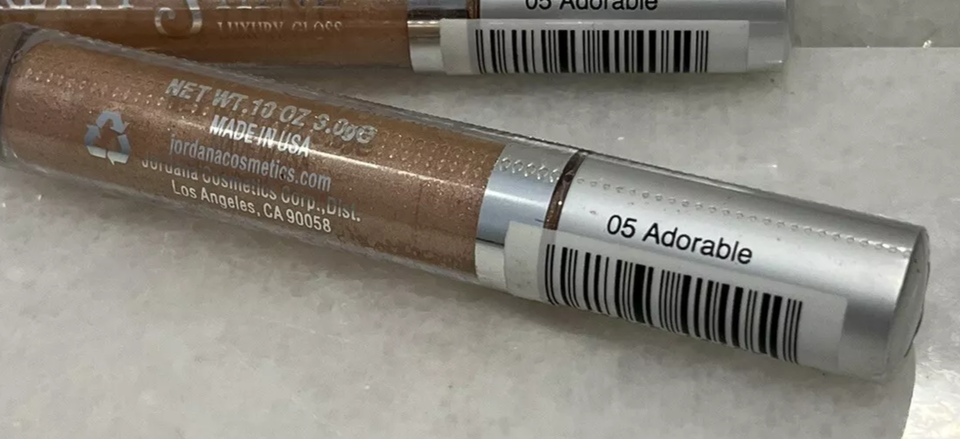 05 Adorable
LUXURY GLOSS
NET WT .10 OZ 3.0g℮
MADE IN USA
jordanacosmetics.com
Jordana Cosmetics Corp., Dist.
Los Angeles, CA 90058
05 Adorable